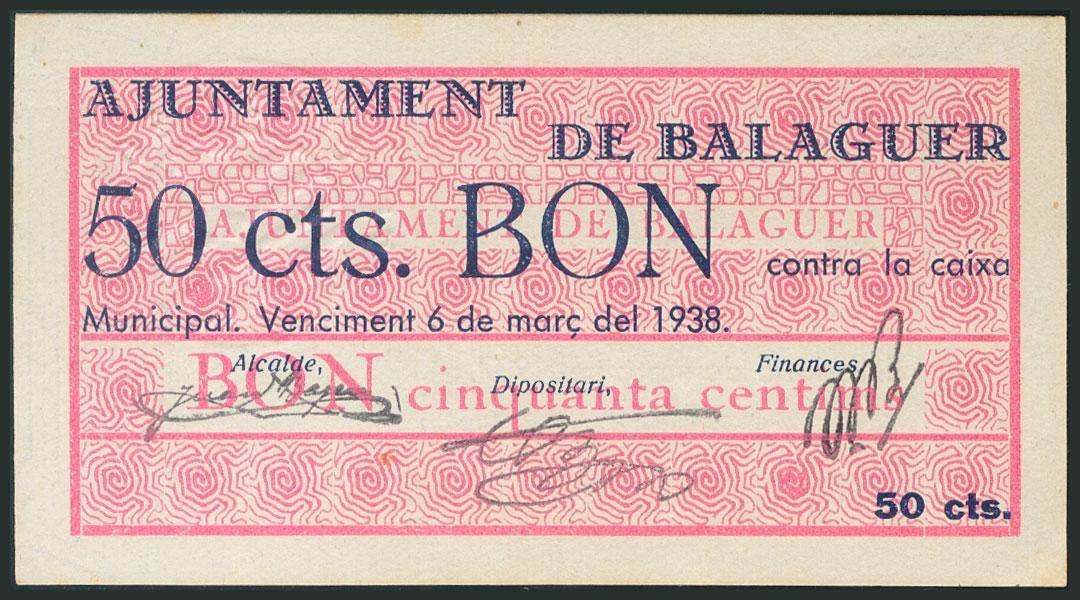 AJUNTAMENT
DE BALAGUER
50 cts. BON contra la caixa
AJUNTAMENT DE BALAGUER
Municipal. Venciment 6 de març del 1938.
Alcalde, Dipositari, Finances,
BON cinquanta centims
50 cts.